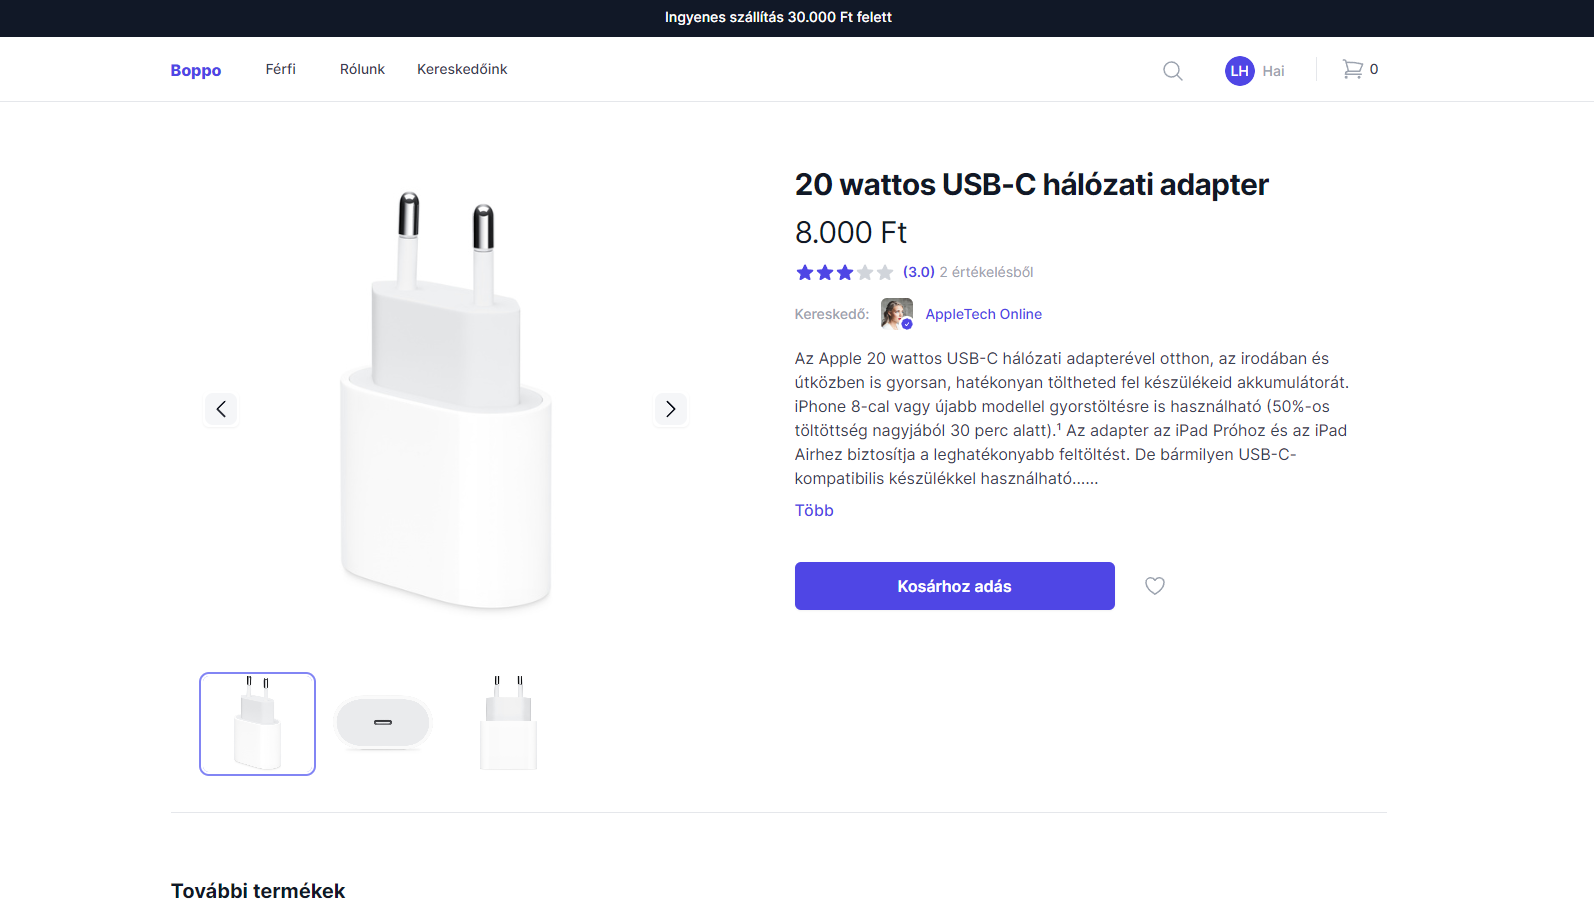 Ingyenes szállítás 30.000 Ft felett
Boppo
Férfi
Rólunk
Kereskedőink
LH
Hai
0
20 wattos USB-C hálózati adapter
8.000 Ft
(3.0) 2 értékelésből
Kereskedő:
AppleTech Online
Az Apple 20 wattos USB-C hálózati adapterével otthon, az irodában és
útközben is gyorsan, hatékonyan töltheted fel készülékeid akkumulátorát.
iPhone 8-cal vagy újabb modellel gyorstöltésre is használható (50%-os
töltöttség nagyjából 30 perc alatt).¹ Az adapter az iPad Próhoz és az iPad
Airhez biztosítja a leghatékonyabb feltöltést. De bármilyen USB-C-
kompatibilis készülékkel használható......
Több
Kosárhoz adás
További termékek